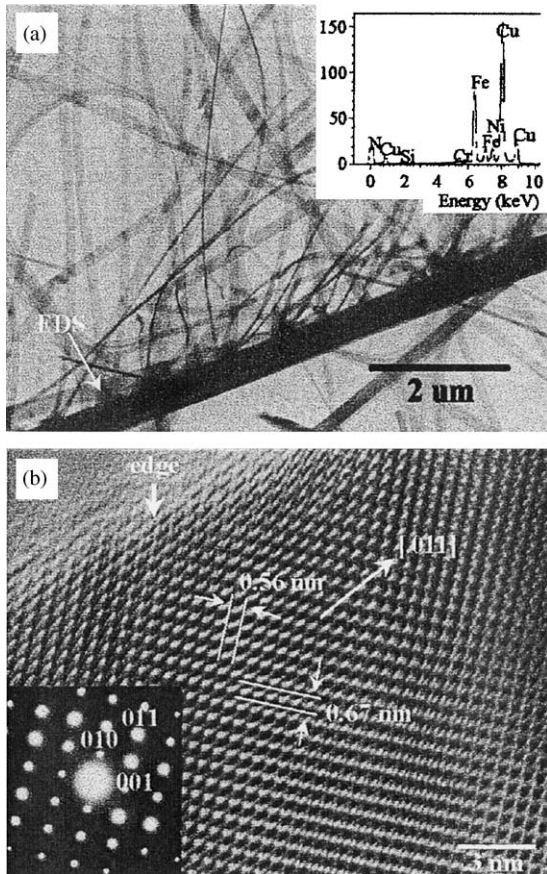 (a)
150
100
50
0
Cu
Fe
Ni
Cu
N
Cu
Si
Cr
Fe
0 2 4 6 8 10
Energy (keV)
EDS
2 um
(b)
edge
[011]
0.56 nm
0.67 nm
011
010
001
3 nm